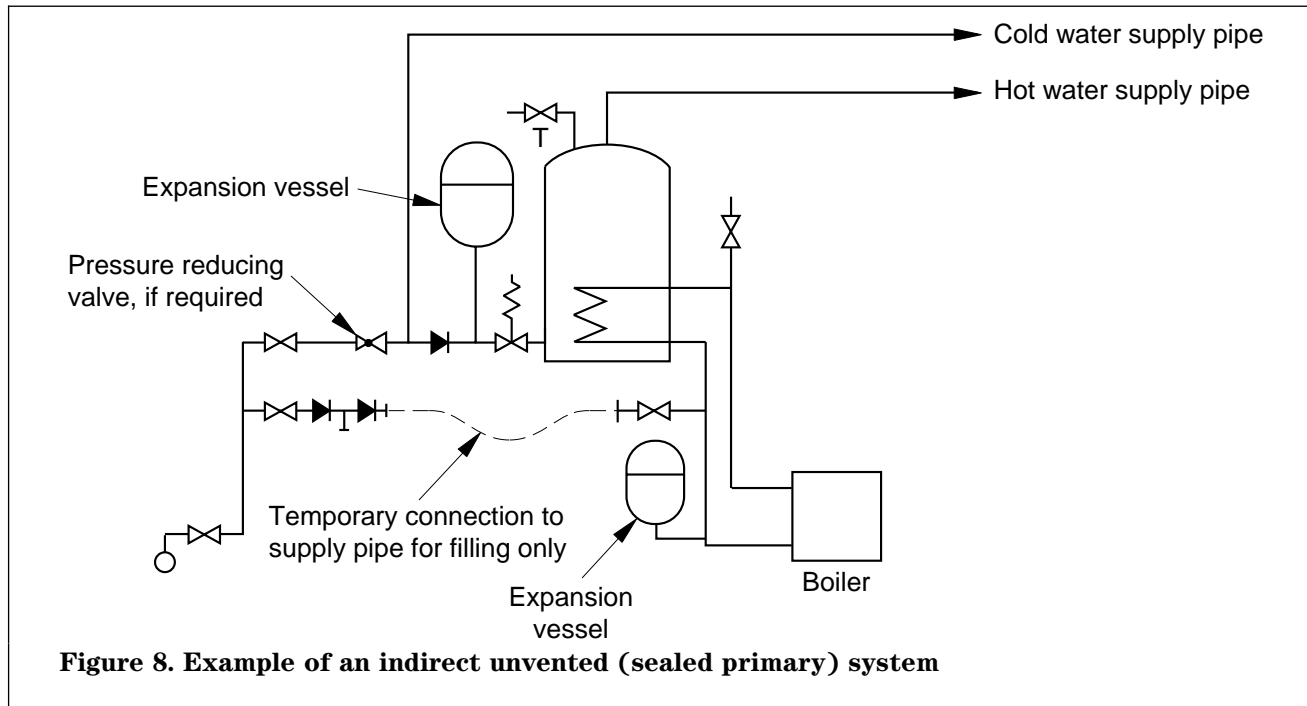 Cold water supply pipe
Hot water supply pipe
T
Expansion vessel
Pressure reducing
valve, if required
Temporary connection to
supply pipe for filling only
Expansion
vessel
Boiler
Figure 8. Example of an indirect unvented (sealed primary) system